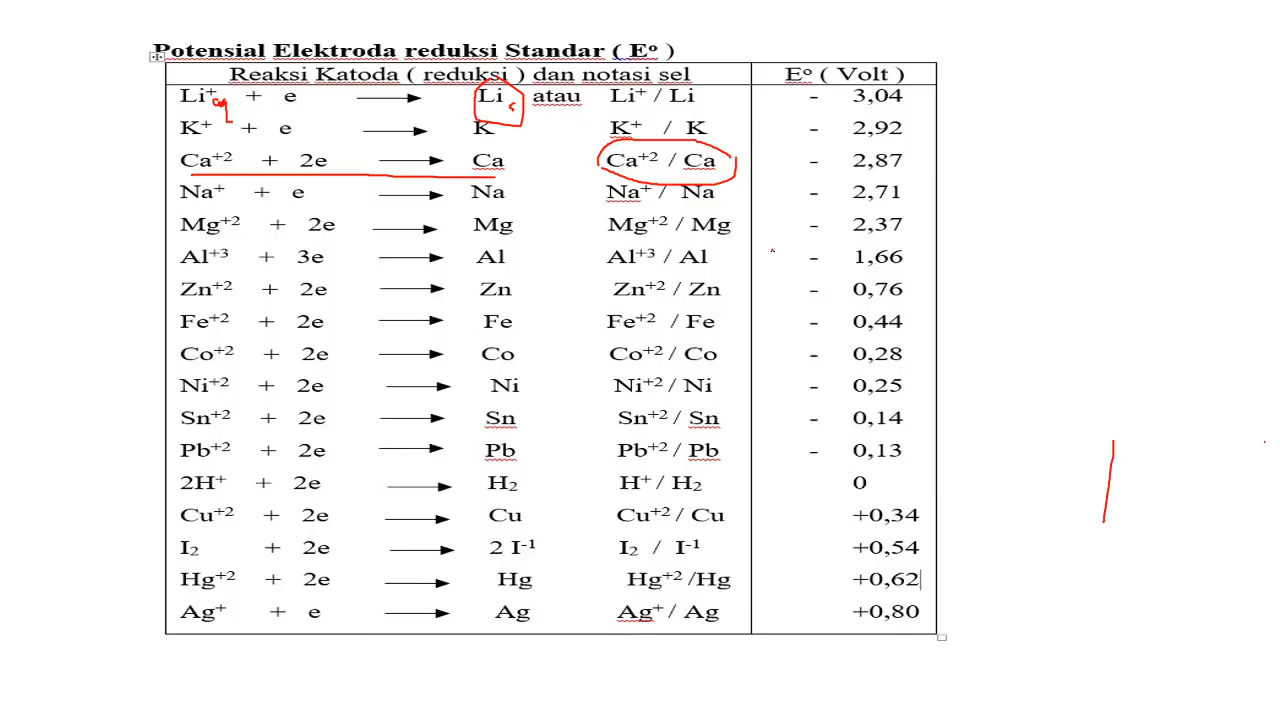 Potensial Elektroda reduksi Standar ( E° )
Reaksi Katoda ( reduksi ) dan notasi sel E° ( Volt )
Li⁺aq + e ⟶ Li s atau Li⁺ / Li - 3,04
K⁺ + e ⟶ K K⁺ / K - 2,92
Ca⁺² + 2e ⟶ Ca Ca⁺² / Ca - 2,87
Na⁺ + e ⟶ Na Na⁺ / Na - 2,71
Mg⁺² + 2e ⟶ Mg Mg⁺² / Mg - 2,37
Al⁺³ + 3e ⟶ Al Al⁺³ / Al - 1,66
Zn⁺² + 2e ⟶ Zn Zn⁺² / Zn - 0,76
Fe⁺² + 2e ⟶ Fe Fe⁺² / Fe - 0,44
Co⁺² + 2e ⟶ Co Co⁺² / Co - 0,28
Ni⁺² + 2e ⟶ Ni Ni⁺² / Ni - 0,25
Sn⁺² + 2e ⟶ Sn Sn⁺² / Sn - 0,14
Pb⁺² + 2e ⟶ Pb Pb⁺² / Pb - 0,13
2H⁺ + 2e ⟶ H₂ H⁺ / H₂ 0
Cu⁺² + 2e ⟶ Cu Cu⁺² / Cu +0,34
I₂ + 2e ⟶ 2 I⁻¹ I₂ / I⁻¹ +0,54
Hg⁺² + 2e ⟶ Hg Hg⁺² /Hg +0,62
Ag⁺ + e ⟶ Ag Ag⁺ / Ag +0,80